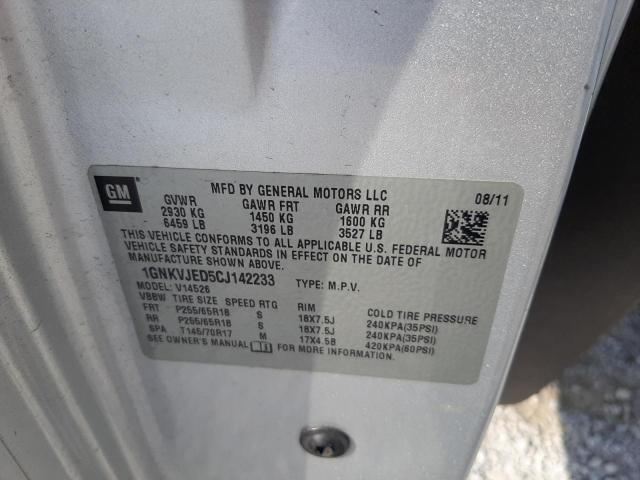 GM
MFD BY GENERAL MOTORS LLC 08/11
GVWR GAWR FRT GAWR RR
2930 KG 1450 KG 1600 KG
6459 LB 3196 LB 3527 LB
THIS VEHICLE CONFORMS TO ALL APPLICABLE U.S. FEDERAL MOTOR
VEHICLE SAFETY STANDARDS IN EFFECT ON THE DATE OF
MANUFACTURE SHOWN ABOVE.
1GNKVJED5CJ142233 TYPE: M.P.V.
MODEL: V14526
VBBW TIRE SIZE SPEED RTG RIM COLD TIRE PRESSURE
FRT P255/65R18 S 18X7.5J 240KPA(35PSI)
RR P255/65R18 S 18X7.5J 240KPA(35PSI)
SPA T145/70R17 M 17X4.5B 420KPA(60PSI)
SEE OWNER'S MANUAL FOR MORE INFORMATION.